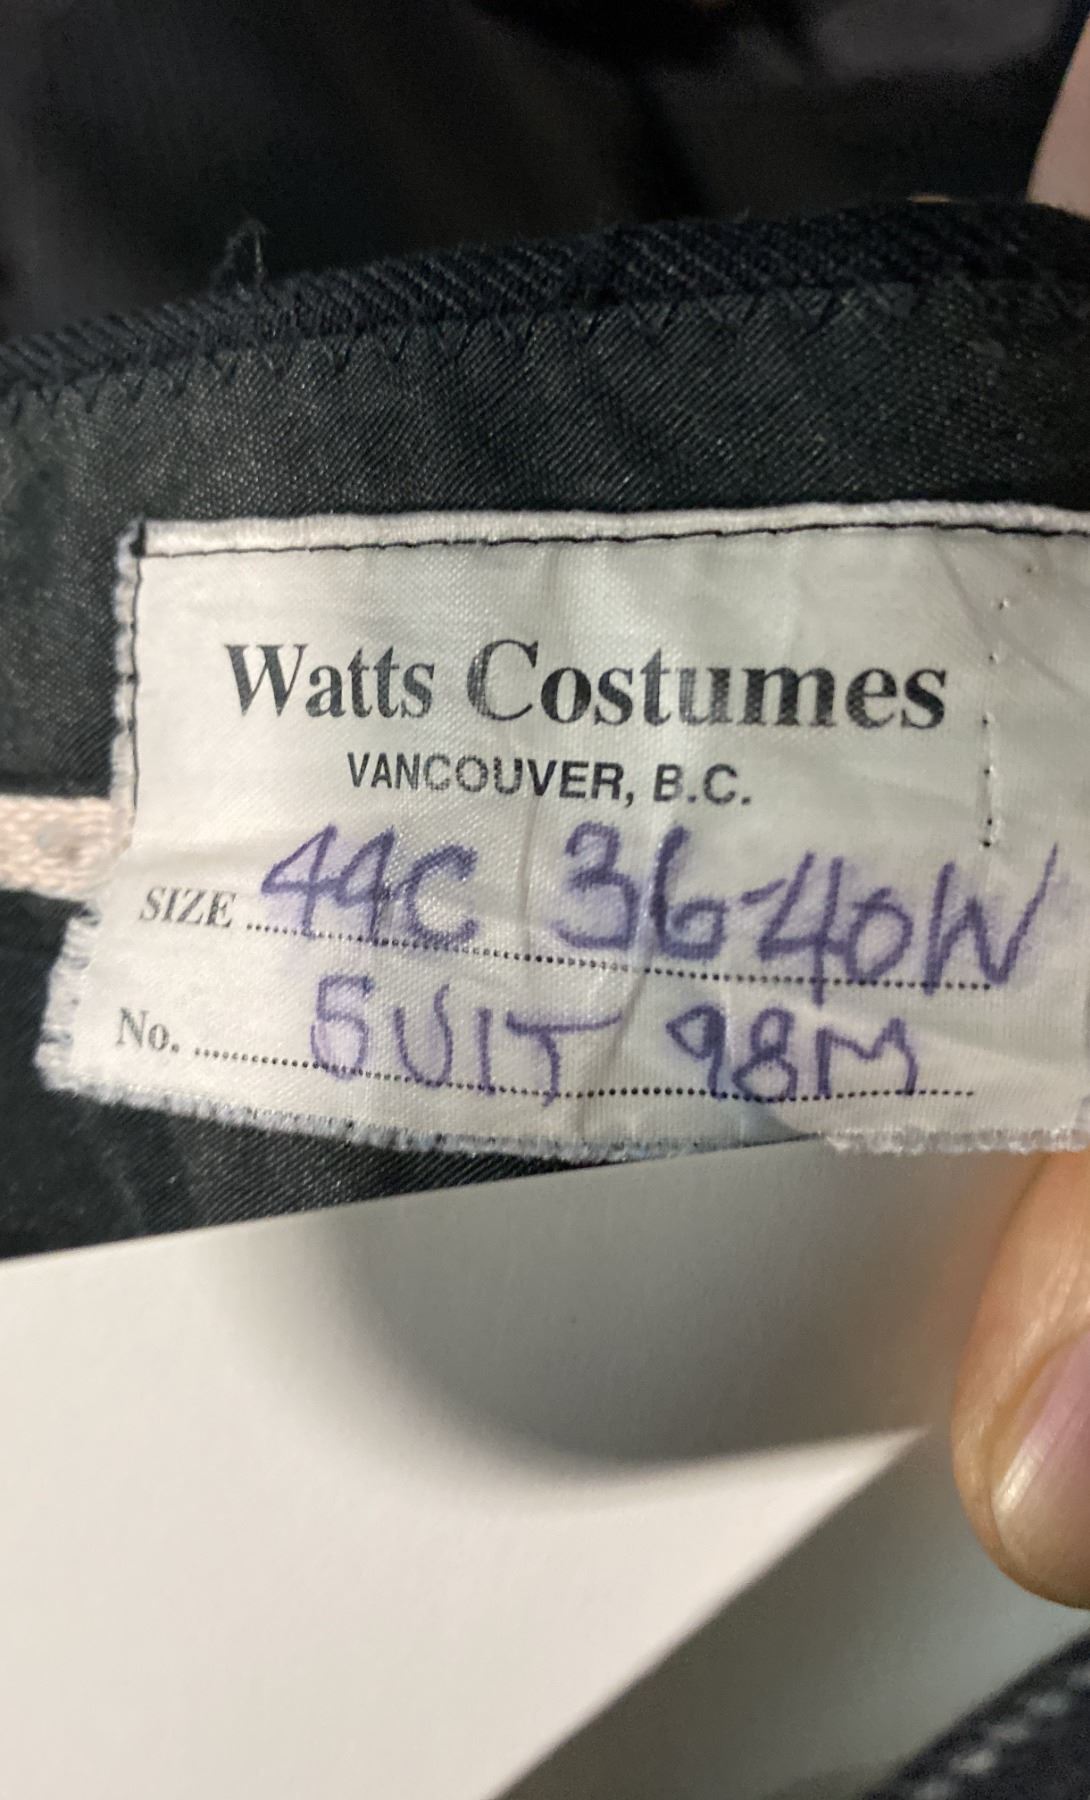 Watts Costumes
VANCOUVER, B.C.
SIZE 44C 36-40W
No. SUIT 98M